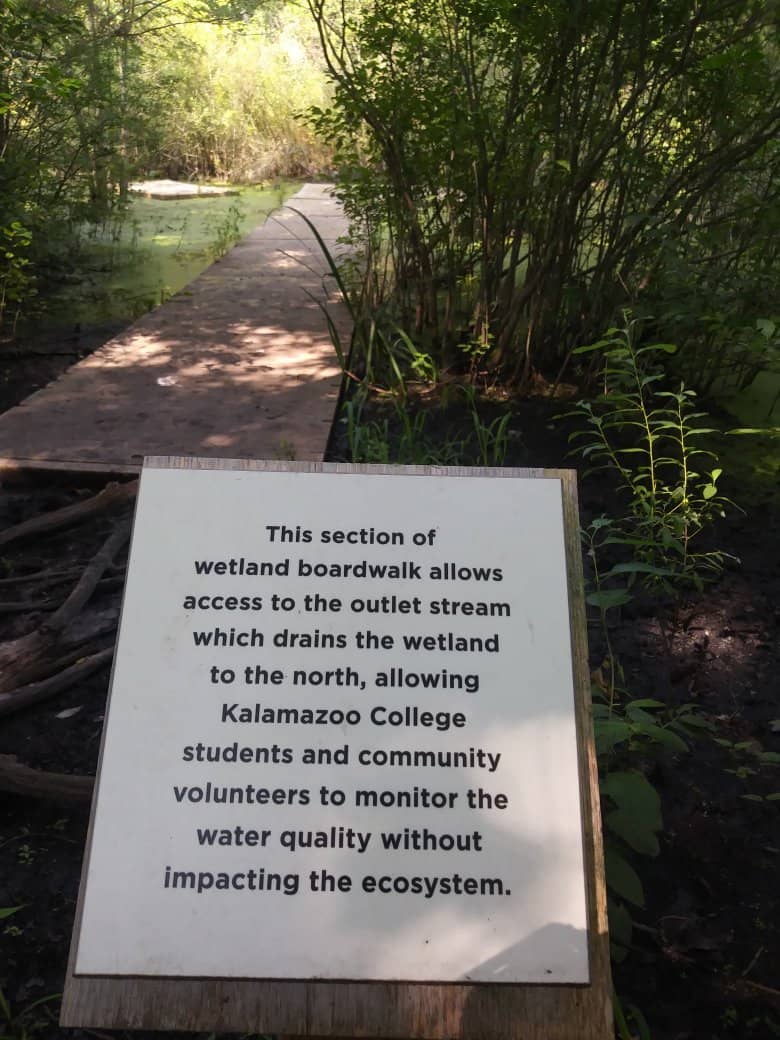 This section of
wetland boardwalk allows
access to the outlet stream
which drains the wetland
to the north, allowing
Kalamazoo College
students and community
volunteers to monitor the
water quality without
impacting the ecosystem.